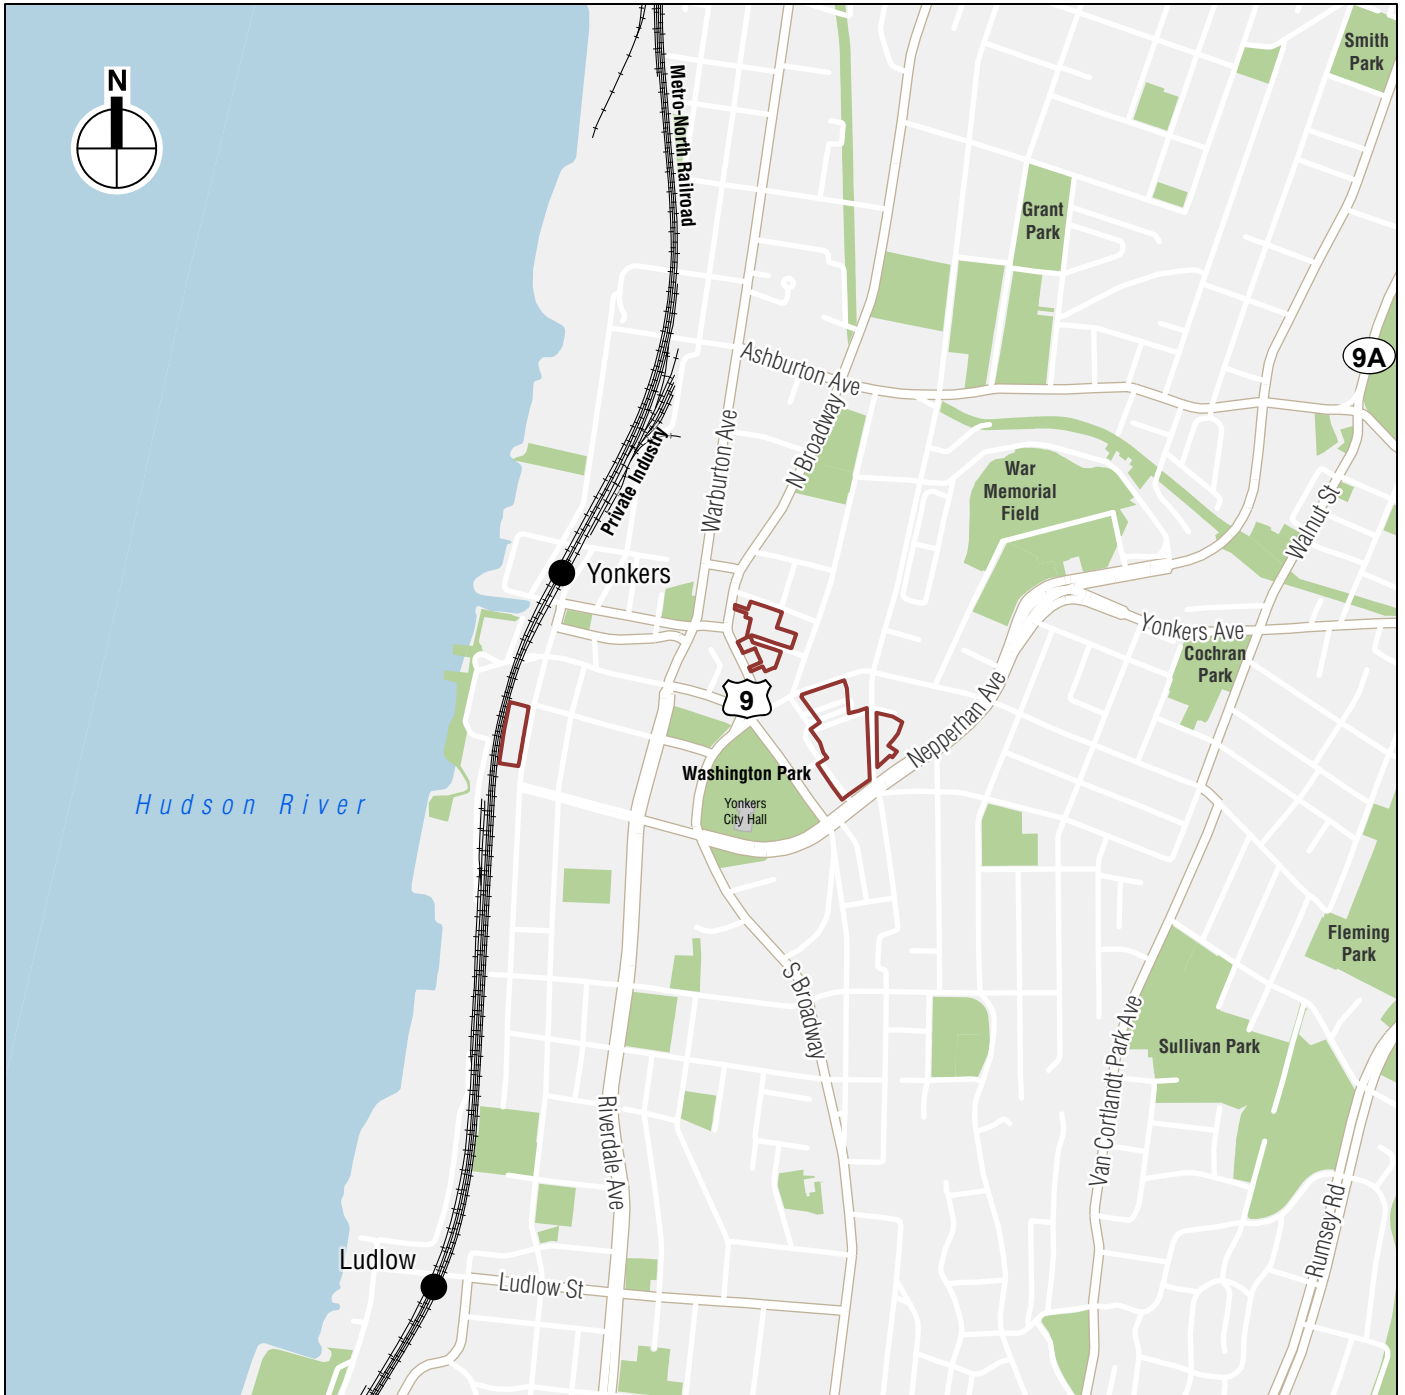 N
Smith
Park
Metro-North Railroad
Grant
Park
9A
Ashburton Ave
Warburton Ave
N Broadway
Private Industry
War
Memorial
Field
Walnut St
Yonkers
Yonkers Ave
Cochran
Park
9
Nepperhan Ave
Washington Park
Yonkers
City Hall
Hudson River
Fleming
Park
S Broadway
Sullivan Park
Van Cortlandt Park Ave
Riverdale Ave
Rumsey Rd
Ludlow
Ludlow St